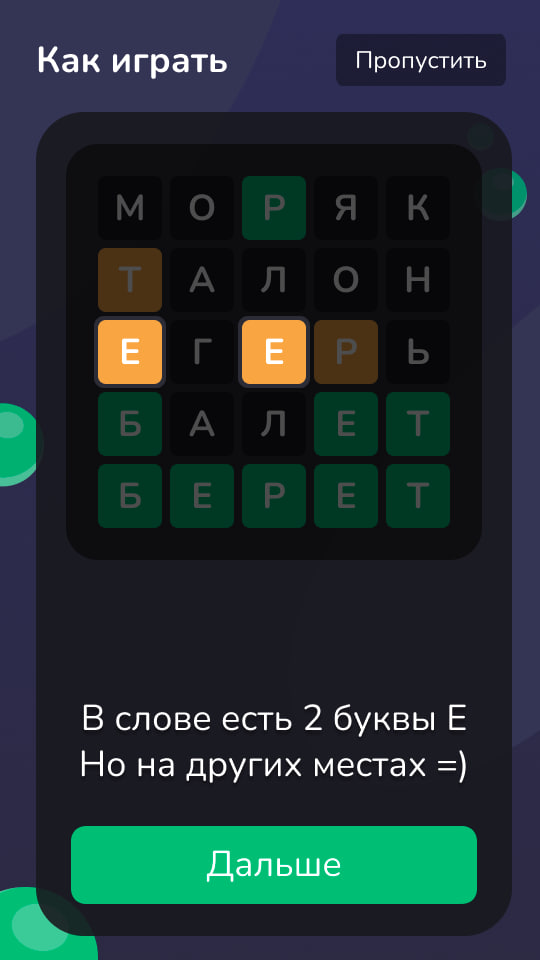 Как играть
Пропустить
М О Р Я К
Т А Л О Н
Е Г Е Р Ь
Б А Л Е Т
Б Е Р Е Т
В слове есть 2 буквы Е
Но на других местах =)
Дальше